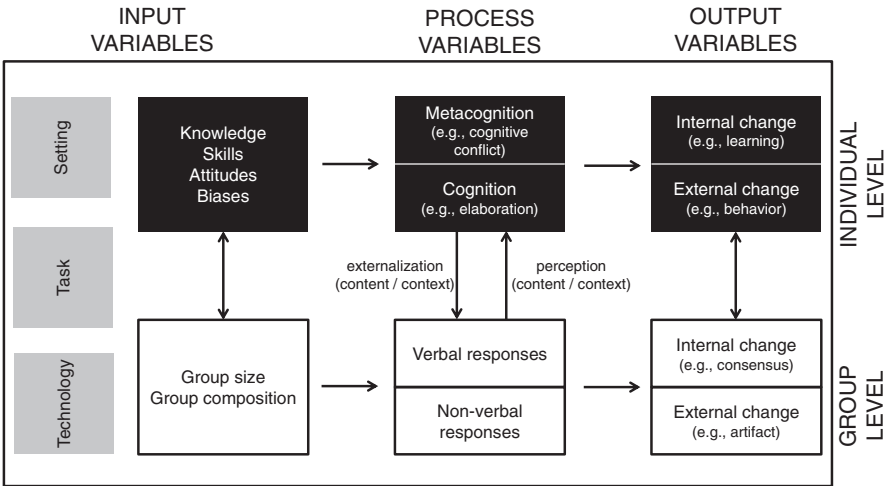 INPUT
VARIABLES
PROCESS
VARIABLES
OUTPUT
VARIABLES
Setting
Task
Technology
Knowledge
Skills
Attitudes
Biases
Metacognition
(e.g., cognitive
conflict)
Cognition
(e.g., elaboration)
Internal change
(e.g., learning)
External change
(e.g., behavior)
INDIVIDUAL
LEVEL
externalization
(content / context)
perception
(content / context)
Group size
Group composition
Verbal responses
Non-verbal
responses
Internal change
(e.g., consensus)
External change
(e.g., artifact)
GROUP
LEVEL